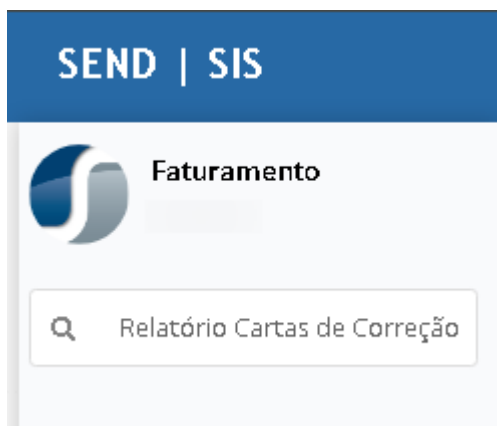 SEND | SIS
Faturamento
Relatório Cartas de Correção